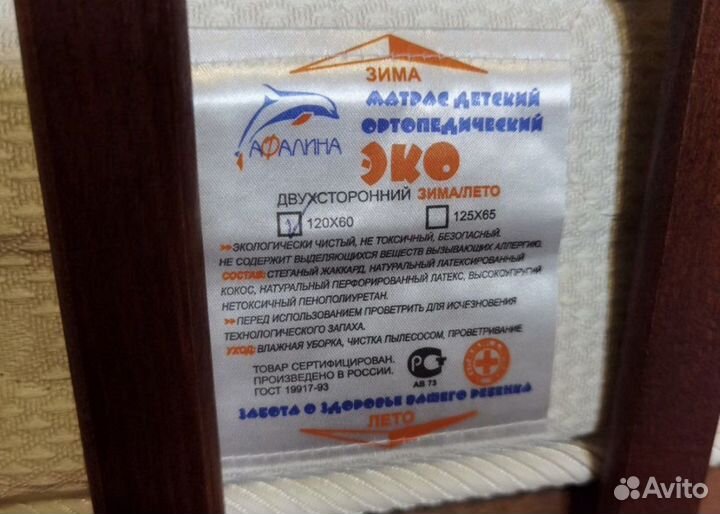 ЗИМА
МАТРАС ДЕТСКИЙ
ОРТОПЕДИЧЕСКИЙ
АФАЛИНА
ЭКО
ДВУХСТОРОННИЙ ЗИМА/ЛЕТО
120X60 125X65
»»ЭКОЛОГИЧЕСКИ ЧИСТЫЙ, НЕ ТОКСИЧНЫЙ, БЕЗОПАСНЫЙ.
НЕ СОДЕРЖИТ ВЫДЕЛЯЮЩИХСЯ ВЕЩЕСТВ ВЫЗЫВАЮЩИХ АЛЛЕРГИЮ.
СОСТАВ: СТЕГАНЫЙ ЖАККАРД, НАТУРАЛЬНЫЙ ЛАТЕКСИРОВАННЫЙ
КОКОС, НАТУРАЛЬНЫЙ ПЕРФОРИРОВАННЫЙ ЛАТЕКС, ВЫСОКОУПРУГИЙ
НЕТОКСИЧНЫЙ ПЕНОПОЛИУРЕТАН.
»»ПЕРЕД ИСПОЛЬЗОВАНИЕМ ПРОВЕТРИТЬ ДЛЯ ИСЧЕЗНОВЕНИЯ
ТЕХНОЛОГИЧЕСКОГО ЗАПАХА.
УХОД: ВЛАЖНАЯ УБОРКА, ЧИСТКА ПЫЛЕСОСОМ, ПРОВЕТРИВАНИЕ
ТОВАР СЕРТИФИЦИРОВАН.
ПРОИЗВЕДЕНО В РОССИИ.
ГОСТ 19917-93
РСТ
АВ 73
ЗАБОТА О ЗДОРОВЬЕ ВАШЕГО РЕБЕНКА
ЛЕТО
Avito